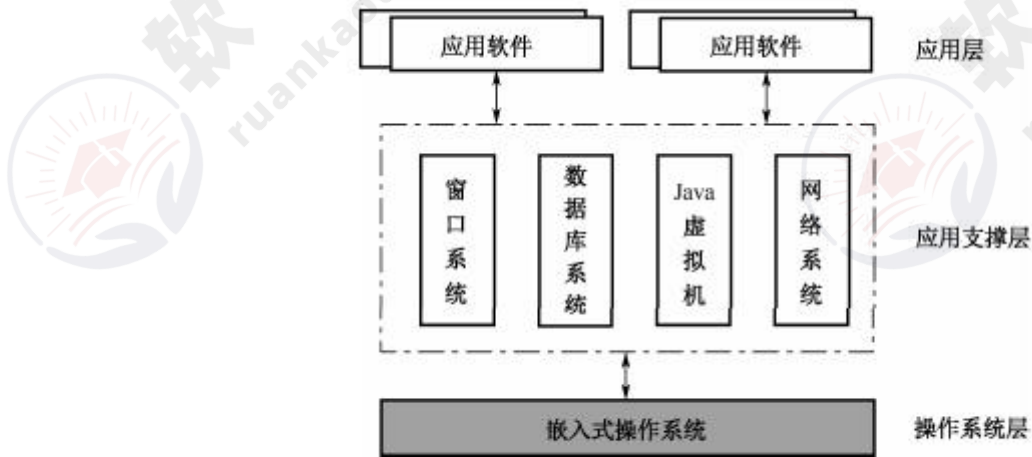 应用软件 应用软件 应用层
窗口系统 数据库系统 Java虚拟机 网络系统 应用支撑层
嵌入式操作系统 操作系统层
软
软